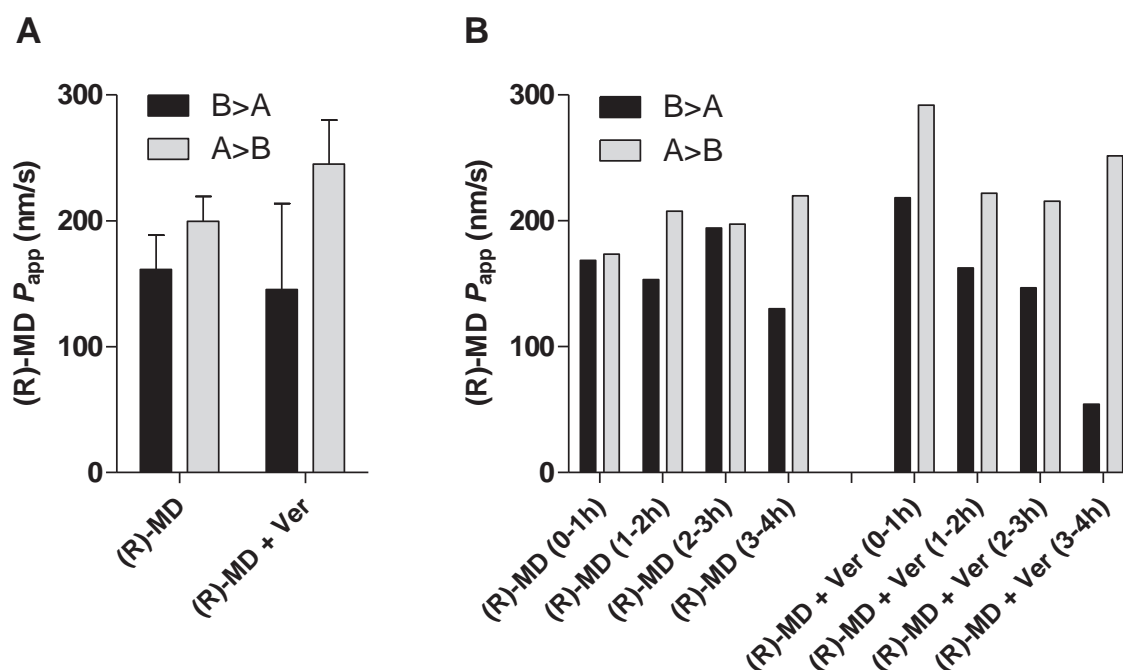 A
300
200
100
0
(R)-MD Papp (nm/s)
B>A
A>B
(R)-MD
(R)-MD + Ver
B
300
200
100
0
(R)-MD Papp (nm/s)
B>A
A>B
(R)-MD (0-1h)
(R)-MD (1-2h)
(R)-MD (2-3h)
(R)-MD (3-4h)
(R)-MD + Ver (0-1h)
(R)-MD + Ver (1-2h)
(R)-MD + Ver (2-3h)
(R)-MD + Ver (3-4h)